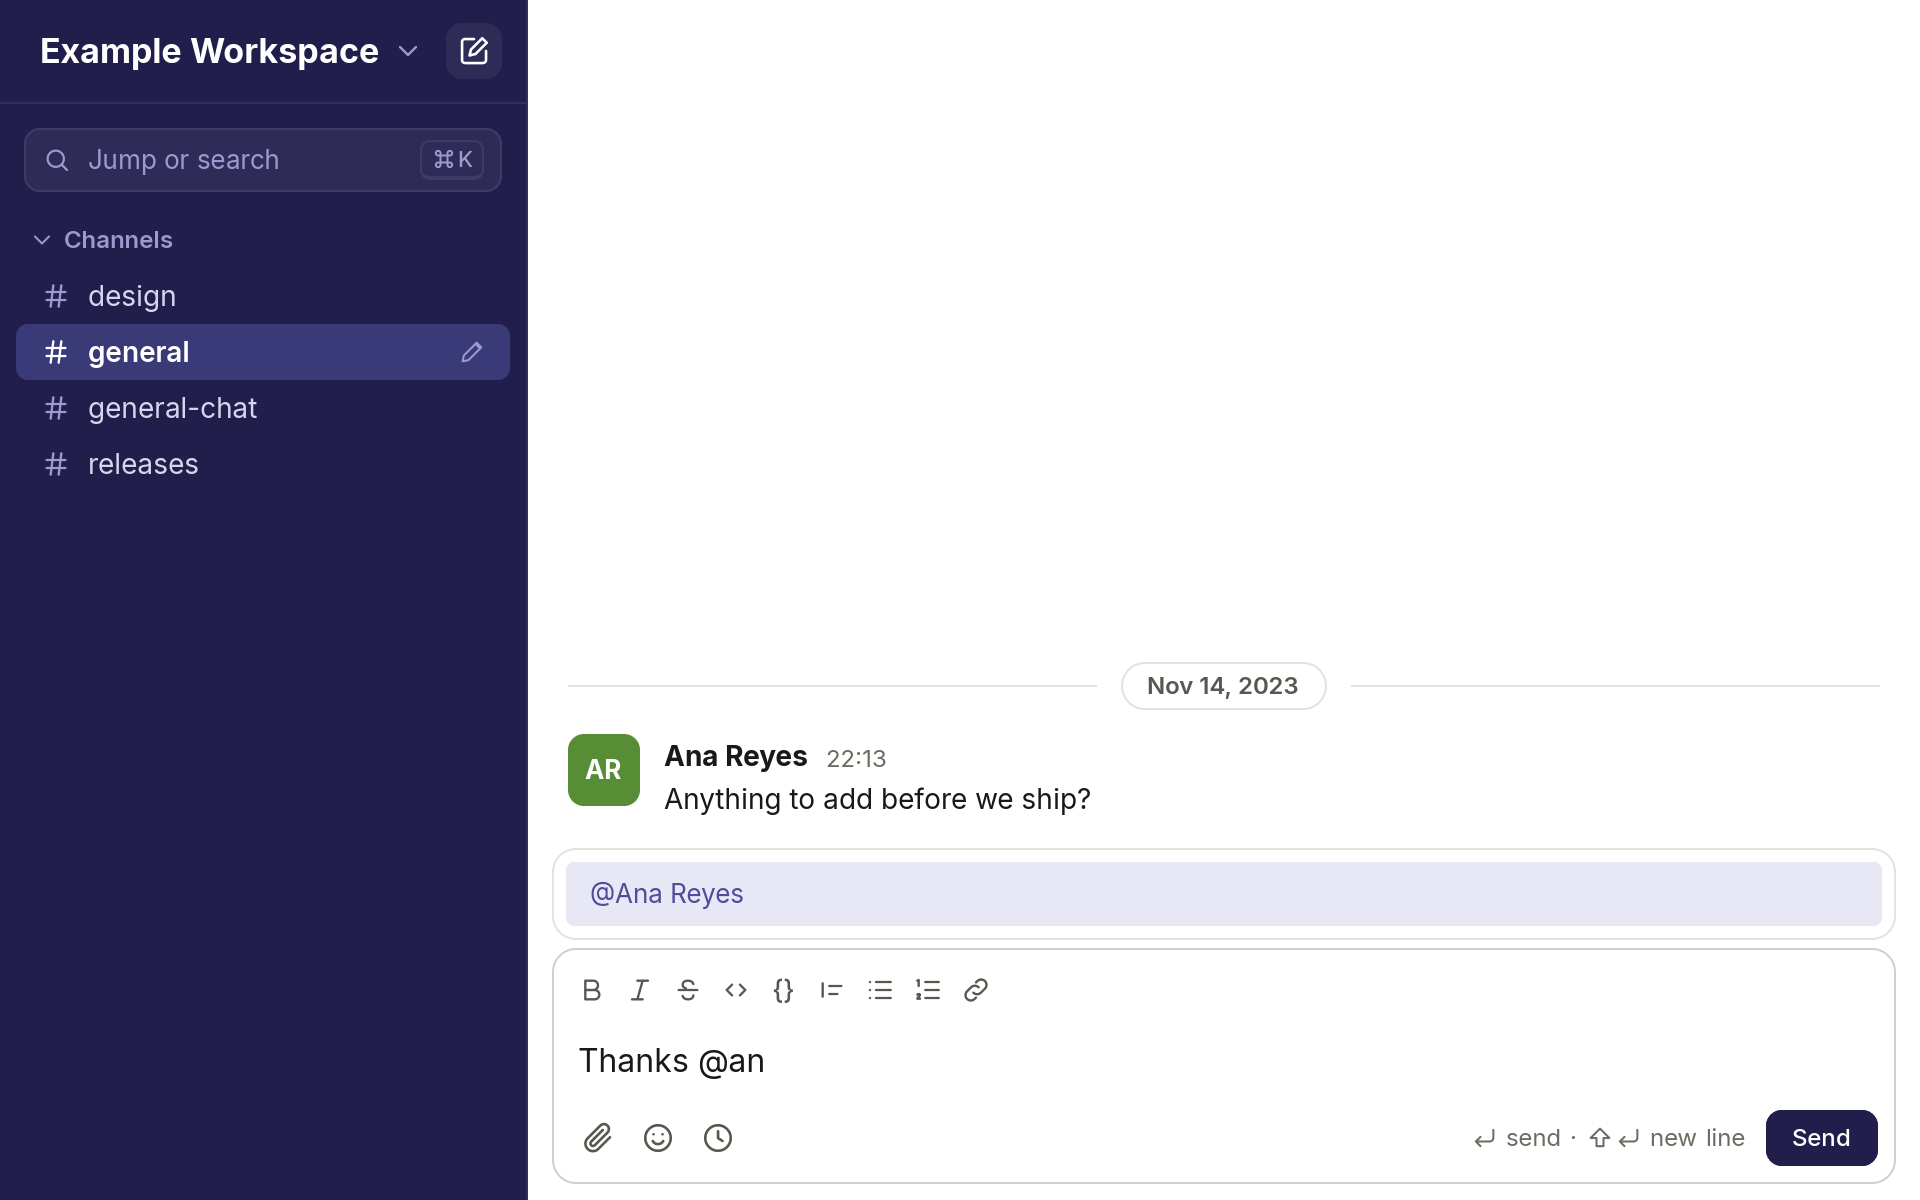 Example Workspace
Jump or search ⌘K
Channels
# design
# general
# general-chat
# releases
Nov 14, 2023
AR
Ana Reyes 22:13
Anything to add before we ship?
@Ana Reyes
Thanks @an
send · new line
Send